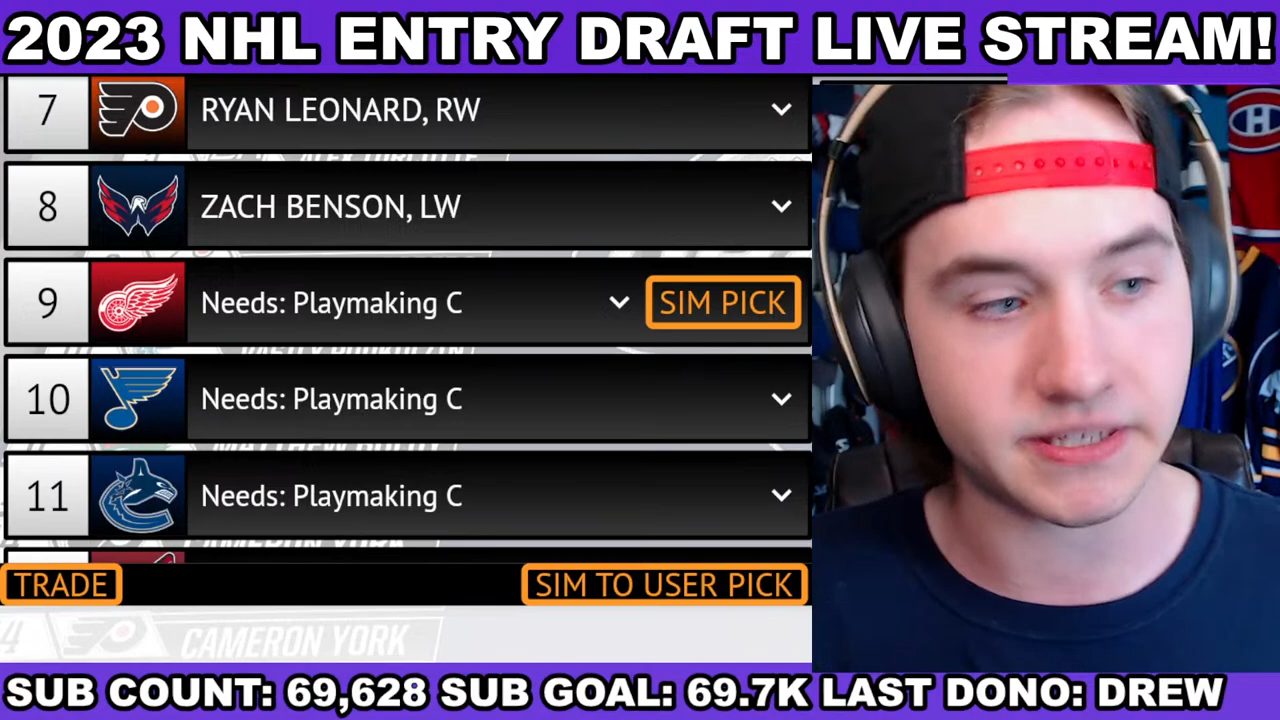 2023 NHL ENTRY DRAFT LIVE STREAM!
7 RYAN LEONARD, RW
8 ZACH BENSON, LW
9 Needs: Playmaking C SIM PICK
10 Needs: Playmaking C
11 Needs: Playmaking C
TRADE SIM TO USER PICK
4 CAMERON YORK
SUB COUNT: 69,628 SUB GOAL: 69.7K LAST DONO: DREW